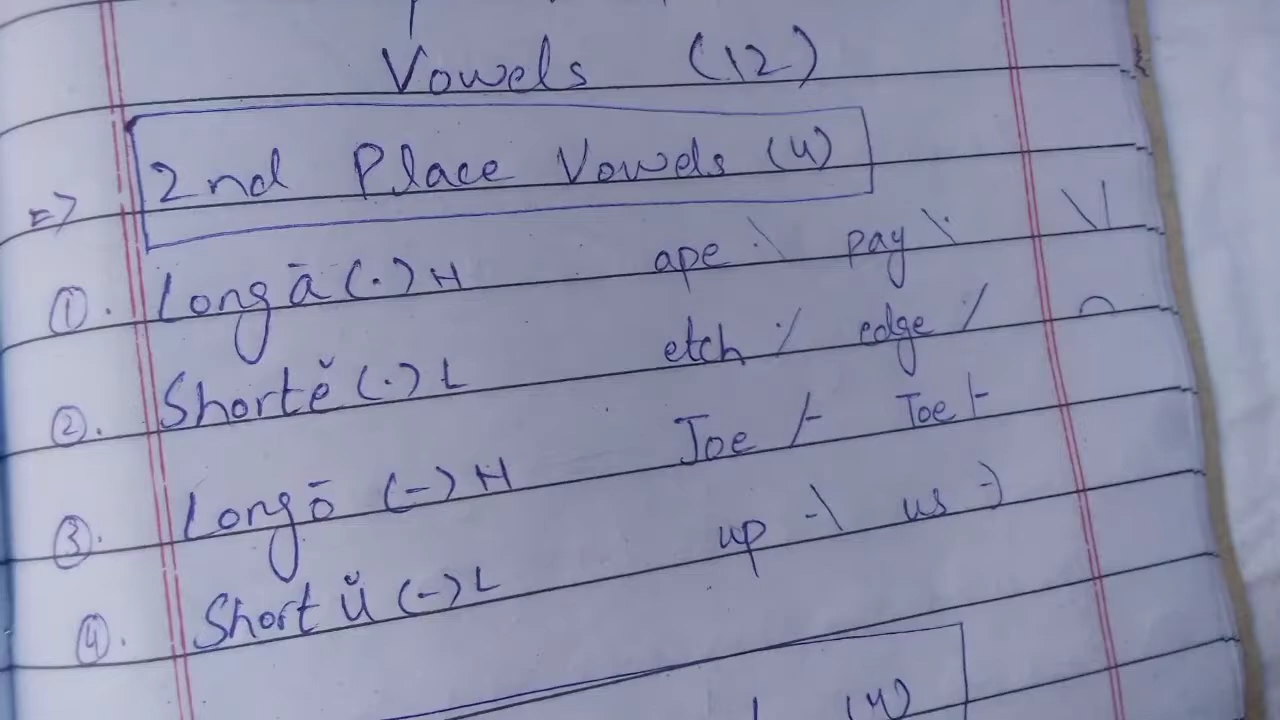 Vowels (12)
=> 2nd Place Vowels (4)
①. Long ā (.) H ape pay
②. Short ĕ (.) L etch edge
③. Long ō (-) H Joe Toe
④. Short ŭ (-) L up us
(4)